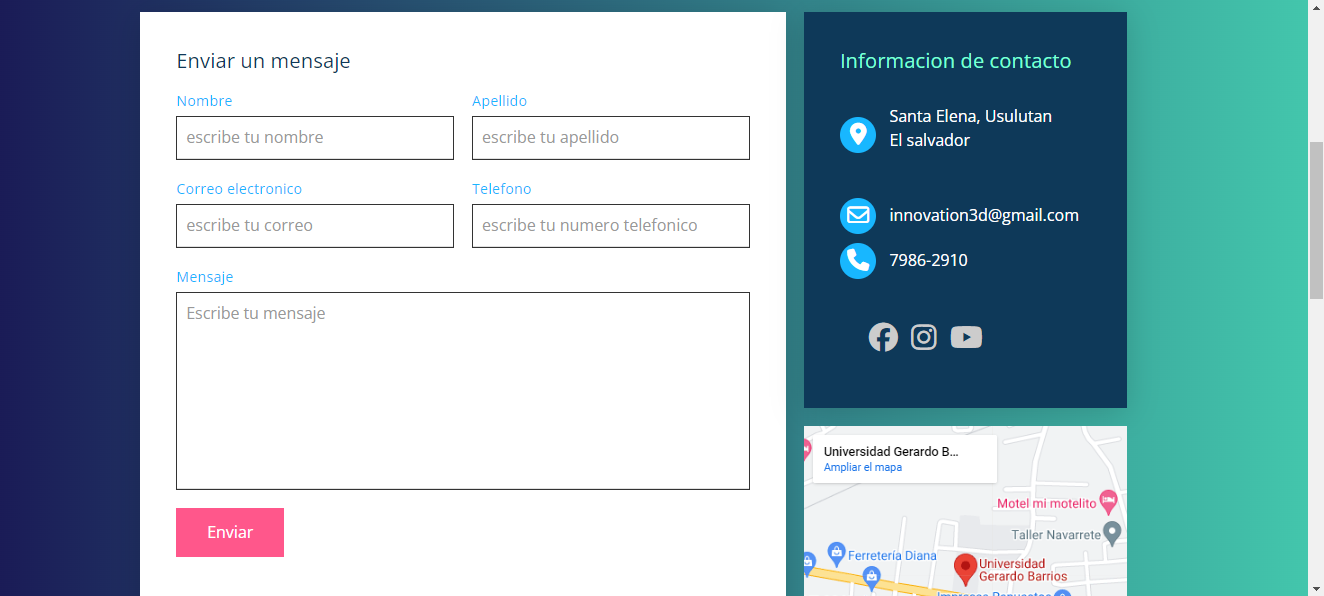 Enviar un mensaje
Nombre
Apellido
escribe tu nombre
escribe tu apellido
Correo electronico
Telefono
escribe tu correo
escribe tu numero telefonico
Mensaje
Escribe tu mensaje
Enviar
Informacion de contacto
Santa Elena, Usulutan
El salvador
innovation3d@gmail.com
7986-2910
Universidad Gerardo B...
Ampliar el mapa
Motel mi motelito
Taller Navarrete
Ferretería Diana
Universidad
Gerardo Barrios